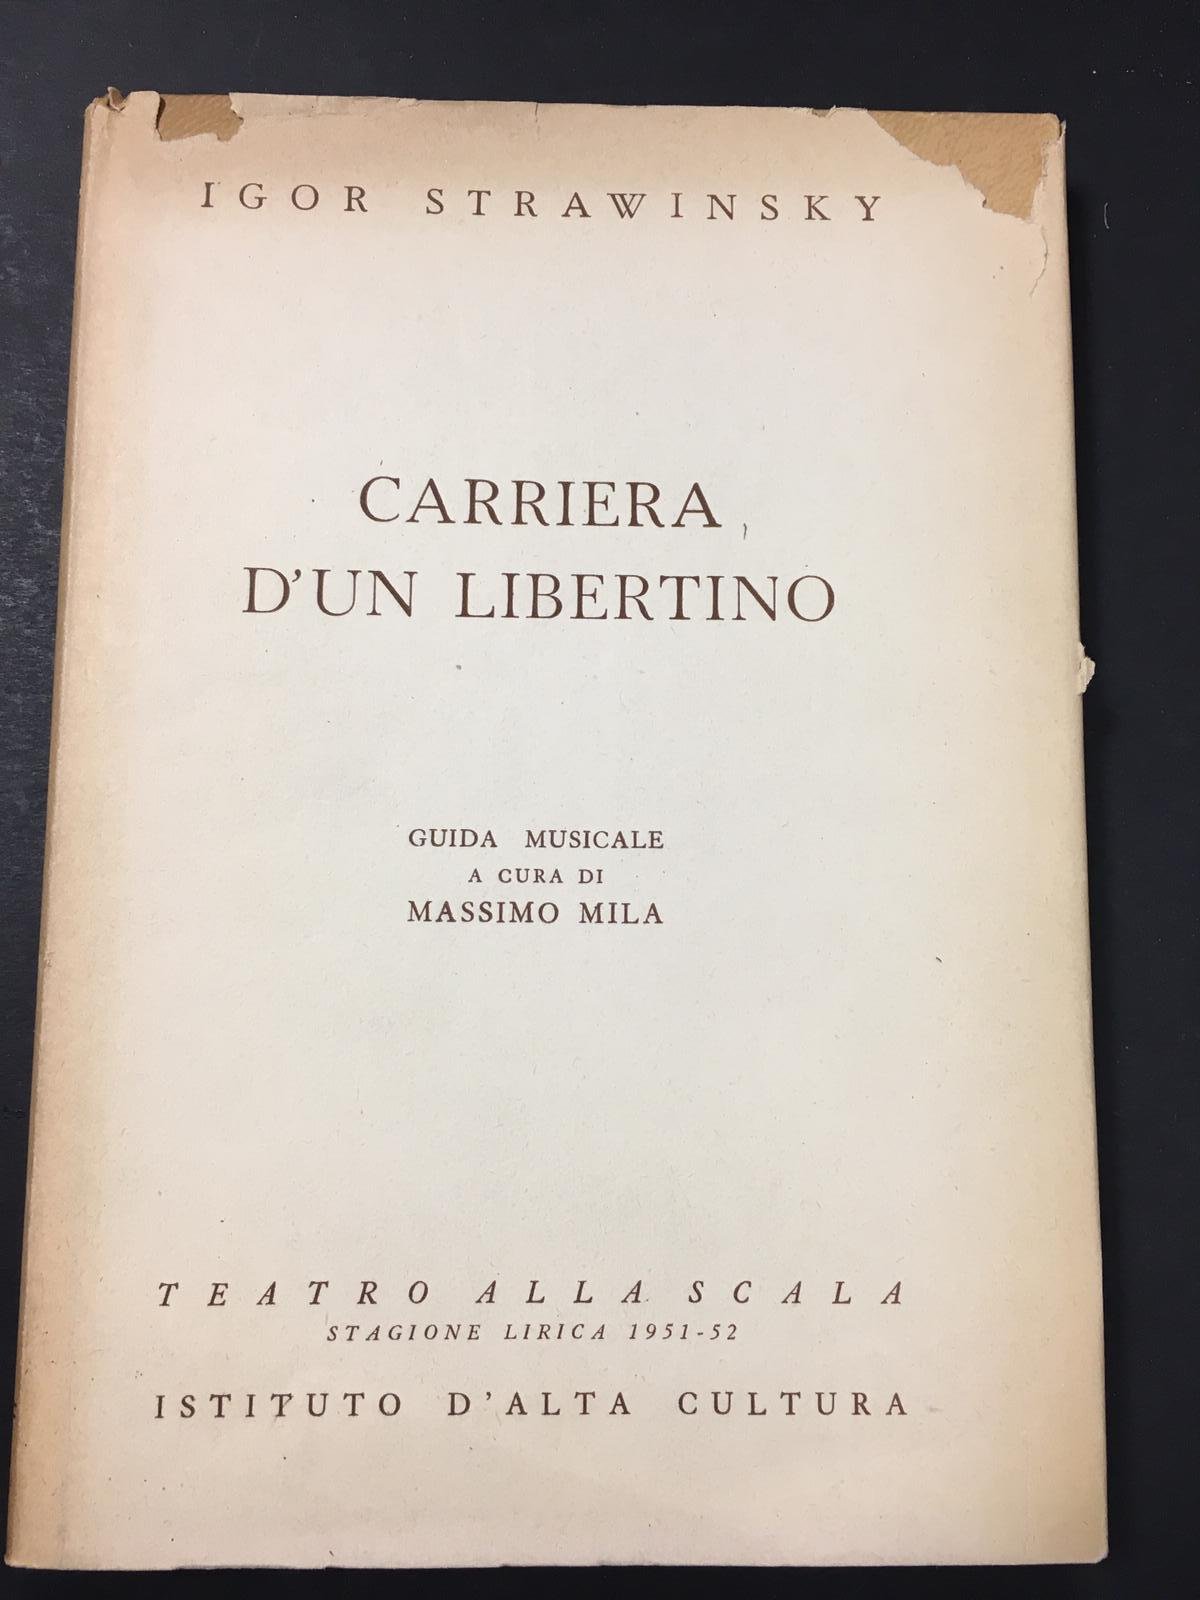 IGOR STRAWINSKY
CARRIERA
D'UN LIBERTINO
GUIDA MUSICALE
A CURA DI
MASSIMO MILA
TEATRO ALLA SCALA
STAGIONE LIRICA 1951-52
ISTITUTO D'ALTA CULTURA